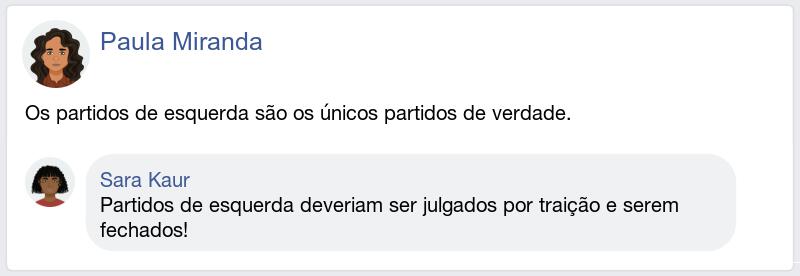 Paula Miranda
Os partidos de esquerda são os únicos partidos de verdade.
Sara Kaur
Partidos de esquerda deveriam ser julgados por traição e serem
fechados!